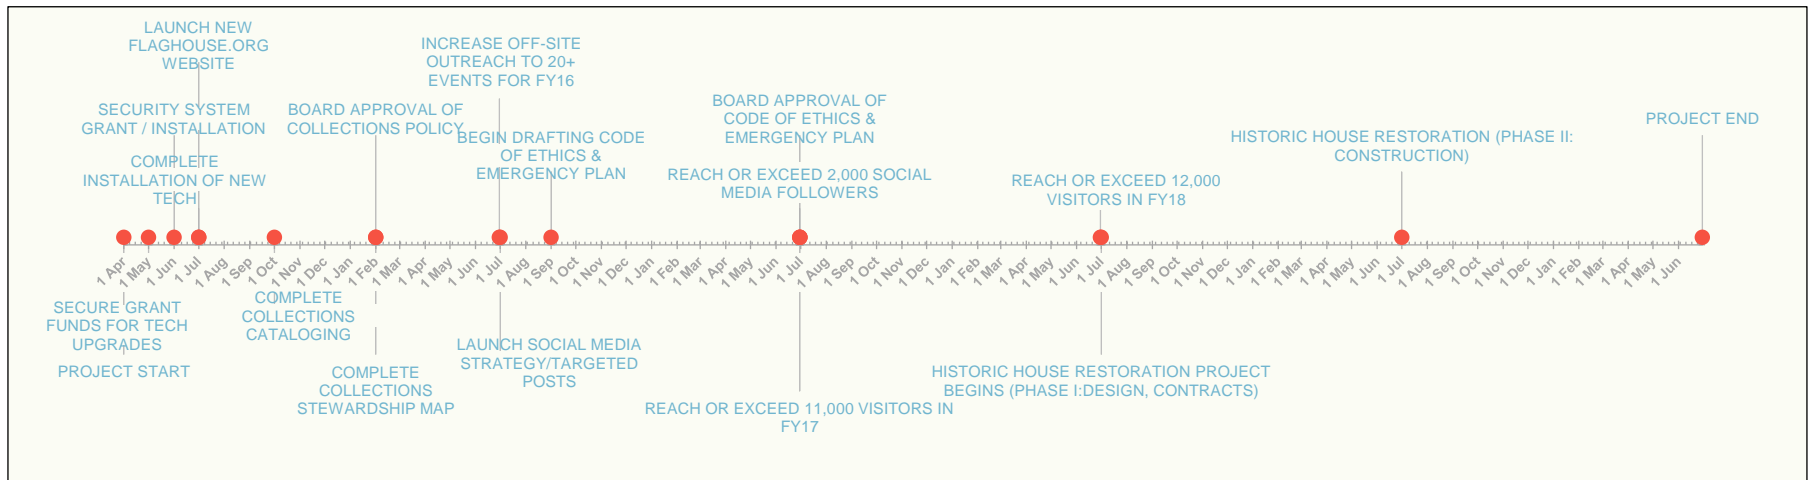 LAUNCH NEW
FLAGHOUSE.ORG
WEBSITE
SECURITY SYSTEM
GRANT / INSTALLATION
COMPLETE
INSTALLATION OF NEW
TECH
BOARD APPROVAL OF
COLLECTIONS POLICY
INCREASE OFF-SITE
OUTREACH TO 20+
EVENTS FOR FY16
BEGIN DRAFTING CODE
OF ETHICS &
EMERGENCY PLAN
BOARD APPROVAL OF
CODE OF ETHICS &
EMERGENCY PLAN
REACH OR EXCEED 2,000 SOCIAL
MEDIA FOLLOWERS
REACH OR EXCEED 12,000
VISITORS IN FY18
HISTORIC HOUSE RESTORATION (PHASE II:
CONSTRUCTION)
PROJECT END
1 Apr
1 May
1 Jun
1 Jul
1 Aug
1 Sep
1 Oct
1 Nov
1 Dec
1 Jan
1 Feb
1 Mar
1 Apr
1 May
1 Jun
1 Jul
1 Aug
1 Sep
1 Oct
1 Nov
1 Dec
1 Jan
1 Feb
1 Mar
1 Apr
1 May
1 Jun
1 Jul
1 Aug
1 Sep
1 Oct
1 Nov
1 Dec
1 Jan
1 Feb
1 Mar
1 Apr
1 May
1 Jun
1 Jul
1 Aug
1 Sep
1 Oct
1 Nov
1 Dec
1 Jan
1 Feb
1 Mar
1 Apr
1 May
1 Jun
1 Jul
1 Aug
1 Sep
1 Oct
1 Nov
1 Dec
1 Jan
1 Feb
1 Mar
1 Apr
1 May
1 Jun
SECURE GRANT
FUNDS FOR TECH
UPGRADES
PROJECT START
COMPLETE
COLLECTIONS
CATALOGING
COMPLETE
COLLECTIONS
STEWARDSHIP MAP
LAUNCH SOCIAL MEDIA
STRATEGY/TARGETED
POSTS
REACH OR EXCEED 11,000 VISITORS IN
FY17
HISTORIC HOUSE RESTORATION PROJECT
BEGINS (PHASE I:DESIGN, CONTRACTS)